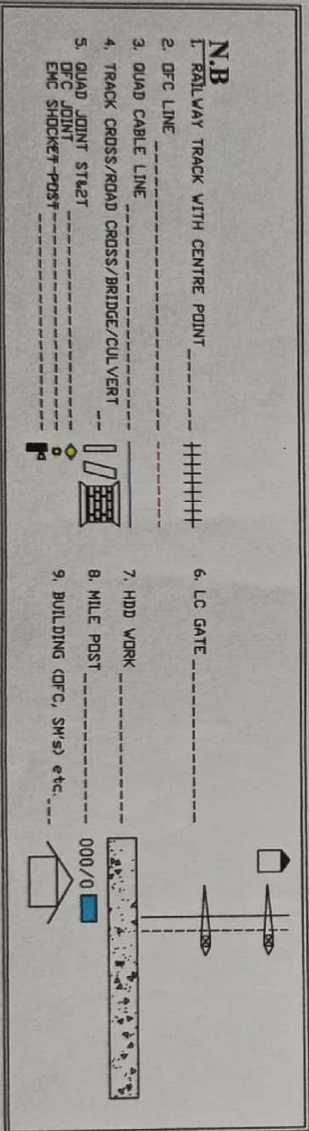 N.B
1. RAILWAY TRACK WITH CENTRE POINT
2. OFC LINE
3. QUAD CABLE LINE
4. TRACK CROSS/ROAD CROSS/BRIDGE/CULVERT
5. QUAD JOINT ST&2T
OFC JOINT
EMC SHOCKET POST
6. LC GATE
7. HDD WORK
8. MILE POST
000/0
9. BUILDING (OFC, SM's) etc.